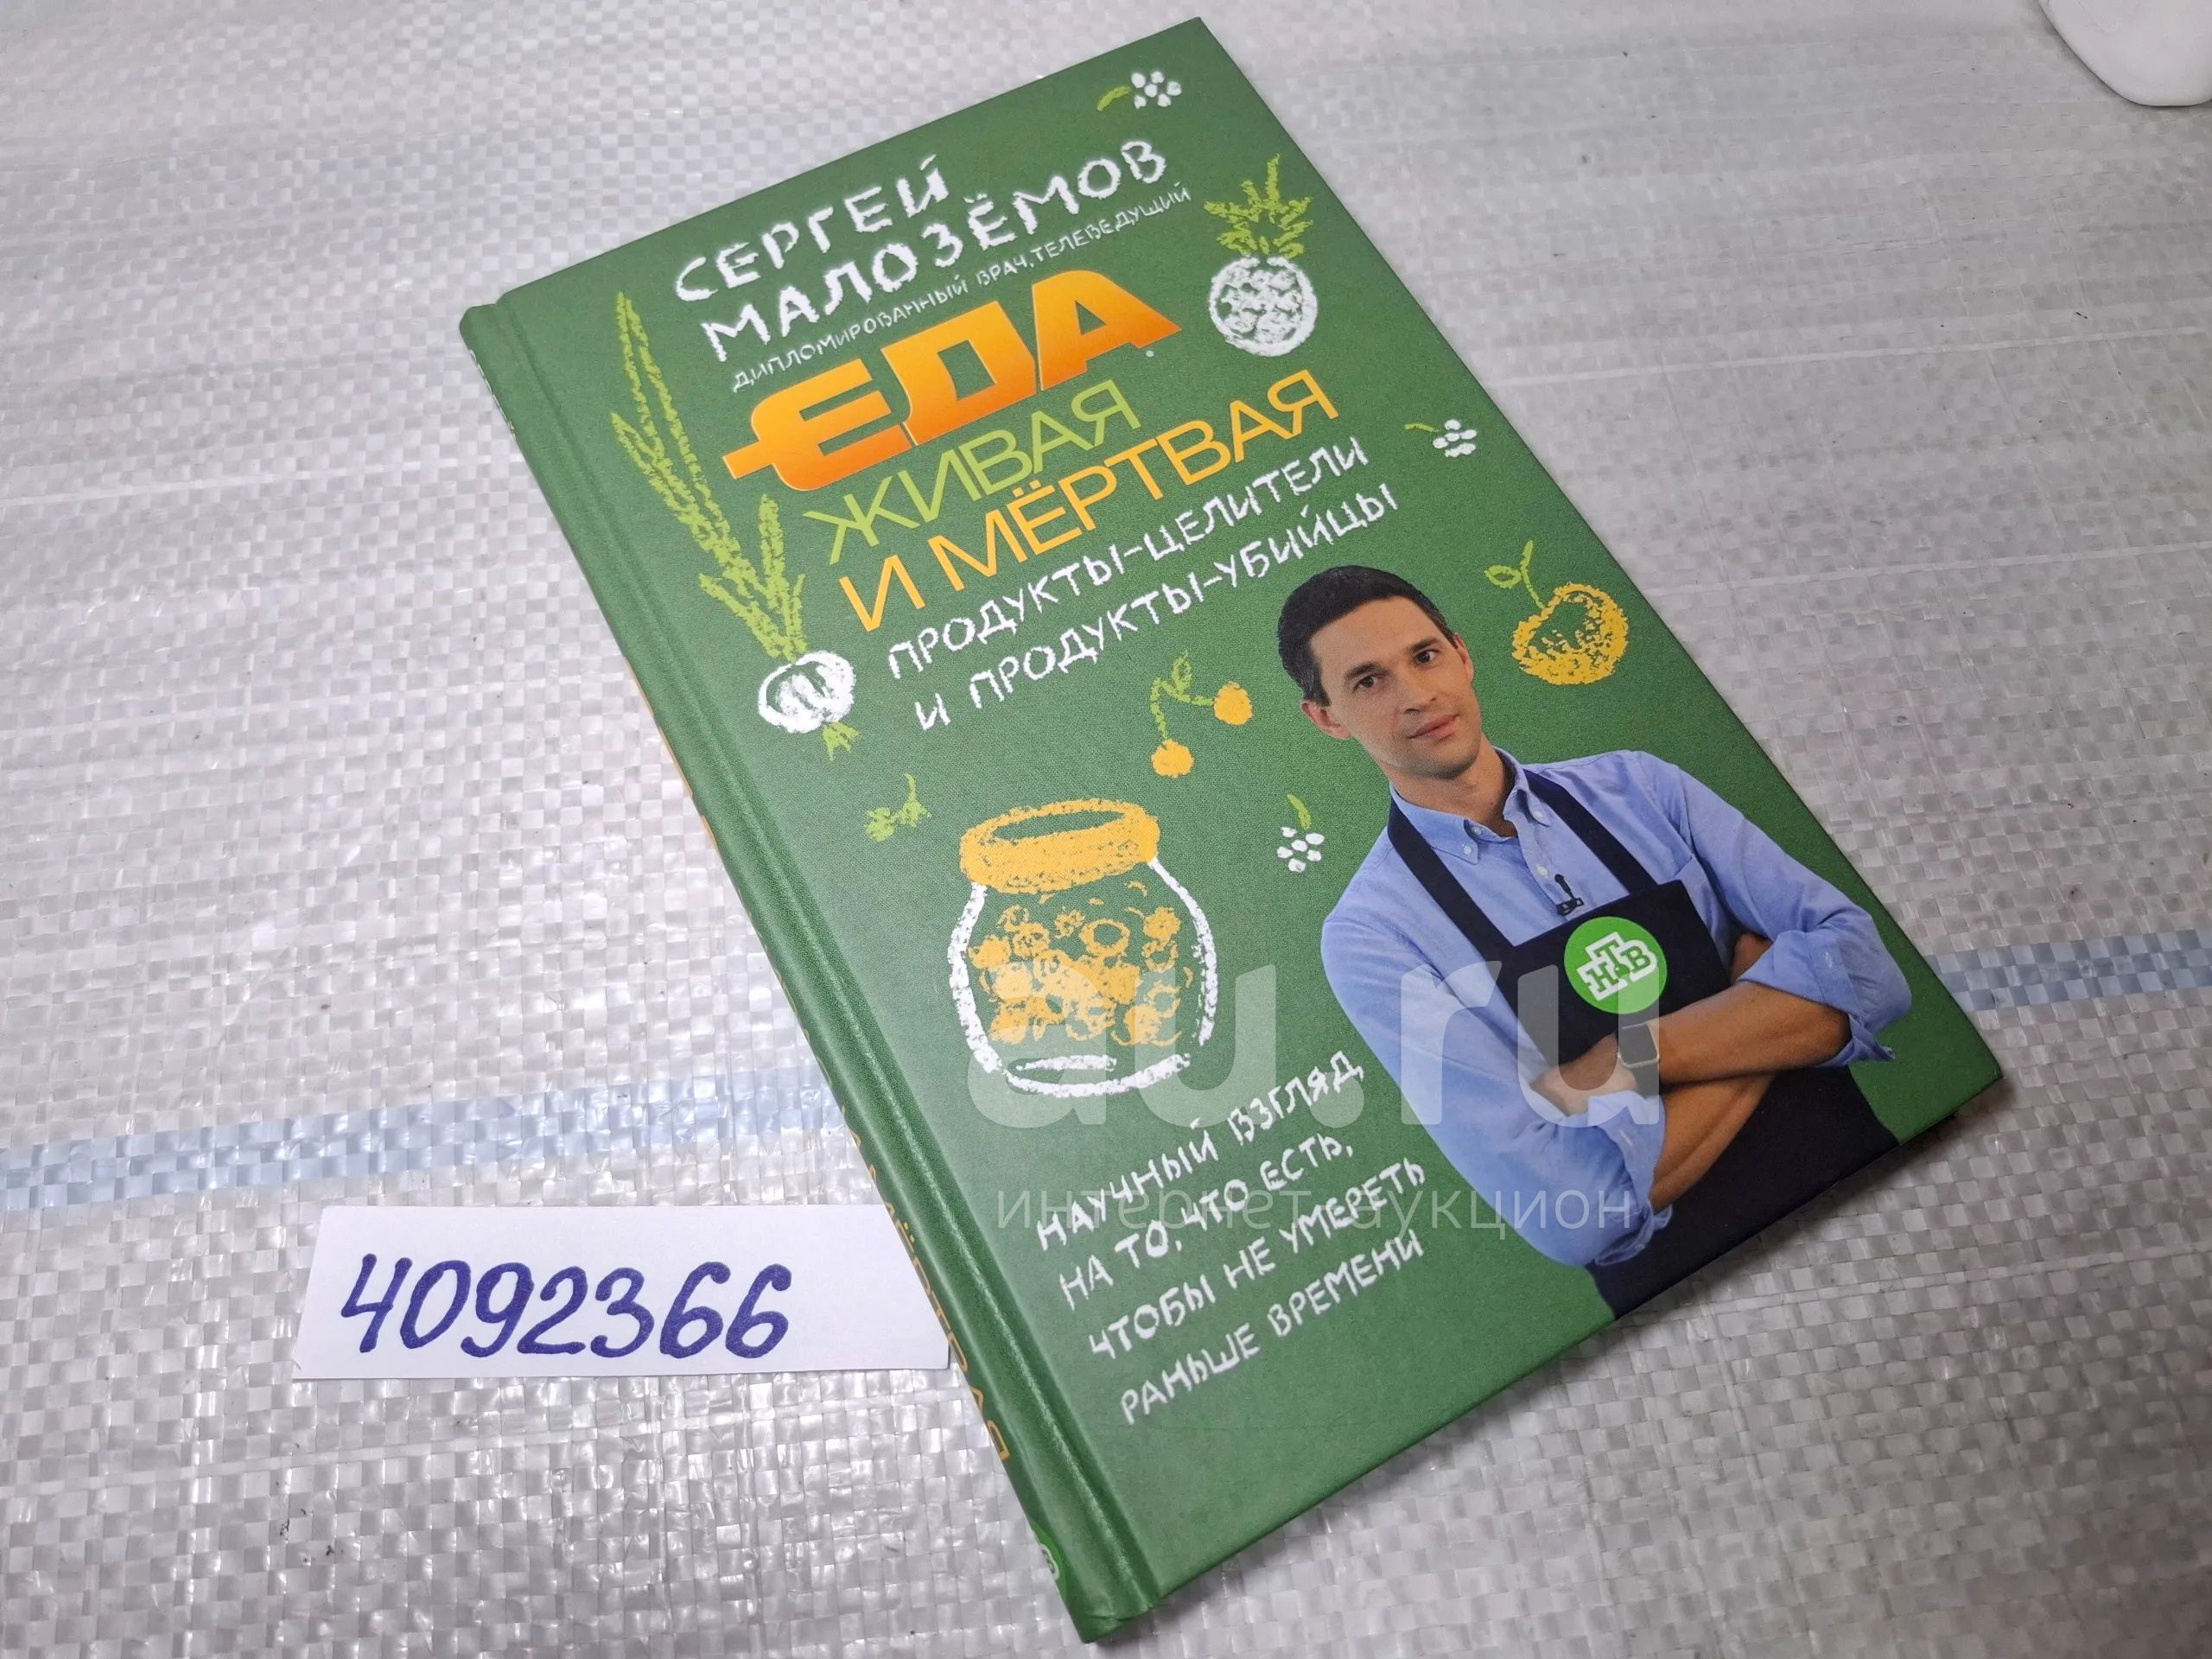 СЕРГЕЙ
МАЛОЗЁМОВ
ДИПЛОМИРОВАННЫЙ ВРАЧ, ТЕЛЕВЕДУЩИЙ
ЕДА
ЖИВАЯ
И МЁРТВАЯ
ПРОДУКТЫ-ЦЕЛИТЕЛИ
И ПРОДУКТЫ-УБИЙЦЫ
НТВ
НАУЧНЫЙ ВЗГЛЯД
НА ТО, ЧТО ЕСТЬ,
ЧТОБЫ НЕ УМЕРЕТЬ
РАНЬШЕ ВРЕМЕНИ
4092366
au.ru
интернет аукцион